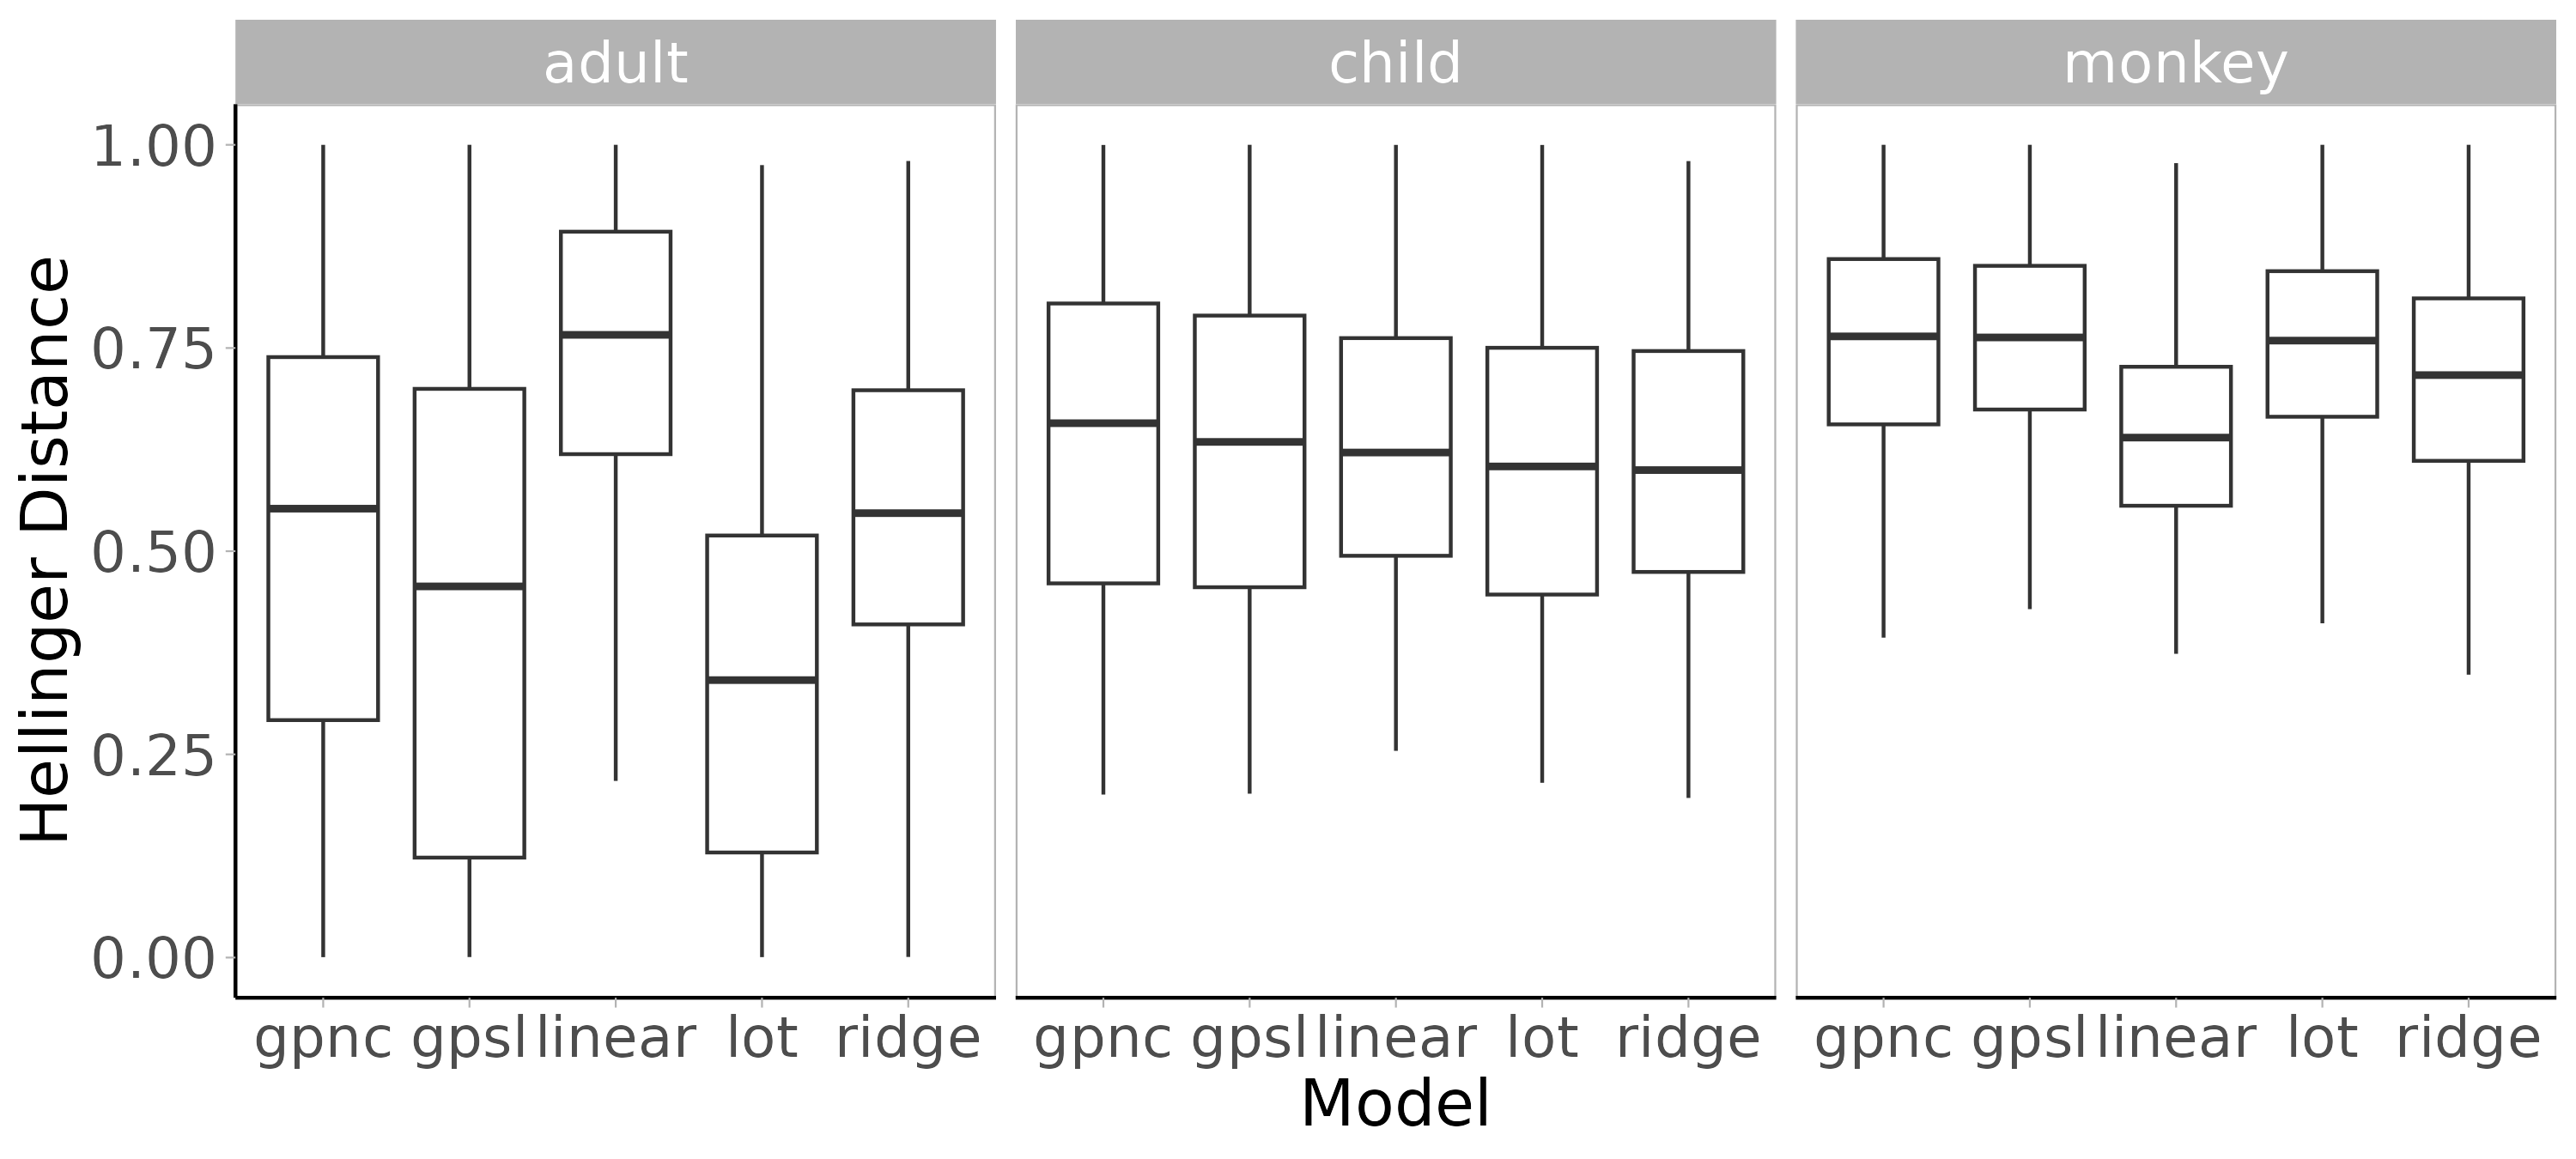 adult child monkey
Hellinger Distance
1.00
0.75
0.50
0.25
0.00
gpnc gpsl linear lot ridge gpnc gpsl linear lot ridge gpnc gpsl linear lot ridge
Model